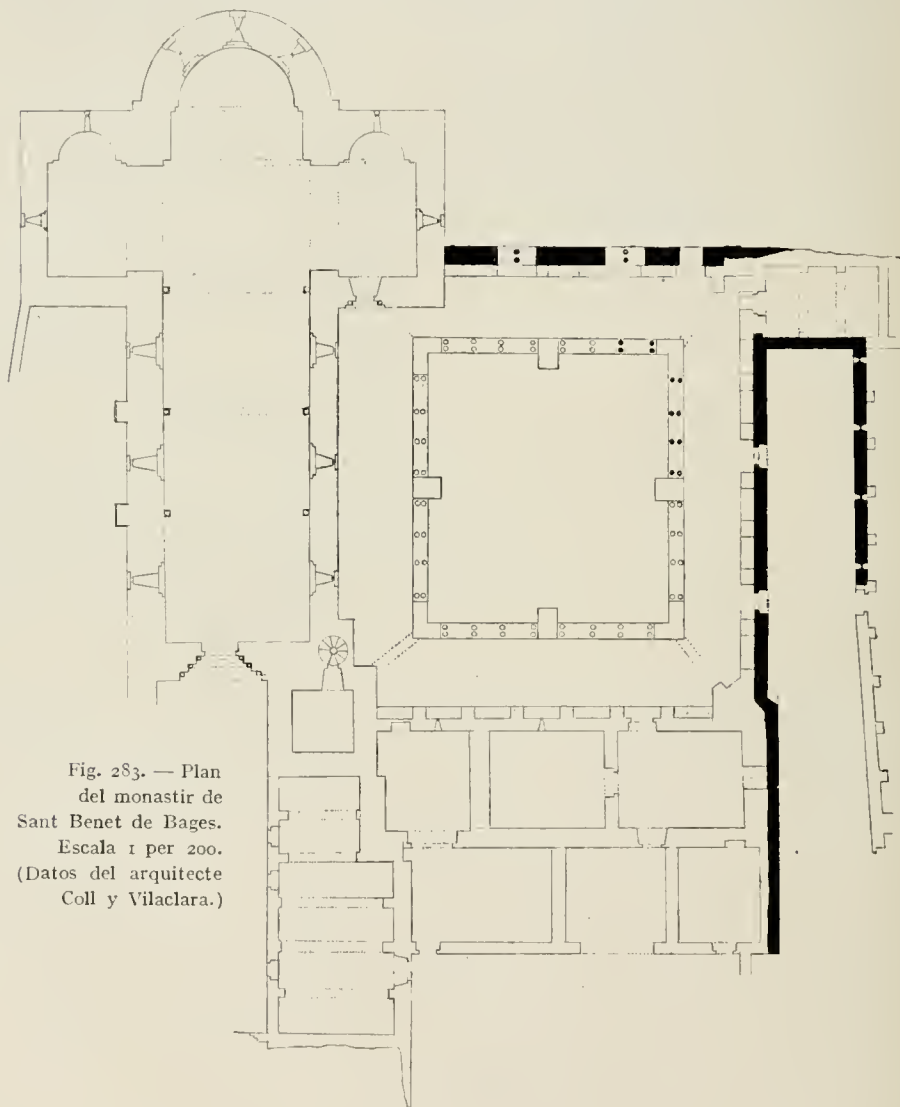 Fig. 283. — Plan
del monastir de
Sant Benet de Bages.
Escala 1 per 200.
(Datos del arquitecte
Coll y Vilaclara.)